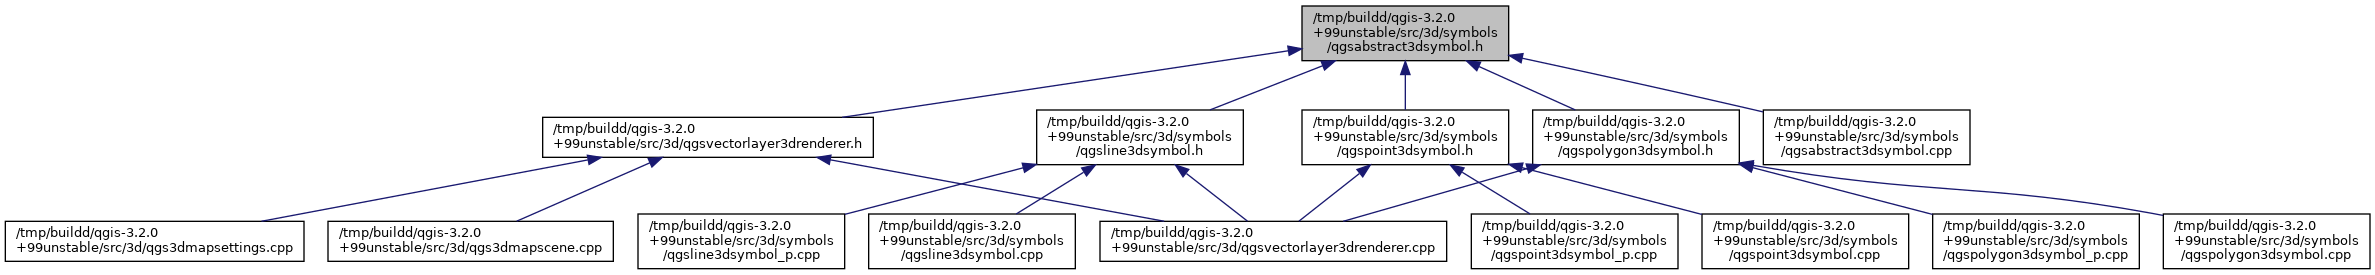 /tmp/buildd/qgis-3.2.0
+99unstable/src/3d/symbols
/qgsabstract3dsymbol.h
/tmp/buildd/qgis-3.2.0
+99unstable/src/3d/qgsvectorlayer3drenderer.h
/tmp/buildd/qgis-3.2.0
+99unstable/src/3d/symbols
/qgsline3dsymbol.h
/tmp/buildd/qgis-3.2.0
+99unstable/src/3d/symbols
/qgspoint3dsymbol.h
/tmp/buildd/qgis-3.2.0
+99unstable/src/3d/symbols
/qgspolygon3dsymbol.h
/tmp/buildd/qgis-3.2.0
+99unstable/src/3d/symbols
/qgsabstract3dsymbol.cpp
/tmp/buildd/qgis-3.2.0
+99unstable/src/3d/qgs3dmapsettings.cpp
/tmp/buildd/qgis-3.2.0
+99unstable/src/3d/qgs3dmapscene.cpp
/tmp/buildd/qgis-3.2.0
+99unstable/src/3d/symbols
/qgsline3dsymbol_p.cpp
/tmp/buildd/qgis-3.2.0
+99unstable/src/3d/symbols
/qgsline3dsymbol.cpp
/tmp/buildd/qgis-3.2.0
+99unstable/src/3d/qgsvectorlayer3drenderer.cpp
/tmp/buildd/qgis-3.2.0
+99unstable/src/3d/symbols
/qgspoint3dsymbol_p.cpp
/tmp/buildd/qgis-3.2.0
+99unstable/src/3d/symbols
/qgspoint3dsymbol.cpp
/tmp/buildd/qgis-3.2.0
+99unstable/src/3d/symbols
/qgspolygon3dsymbol_p.cpp
/tmp/buildd/qgis-3.2.0
+99unstable/src/3d/symbols
/qgspolygon3dsymbol.cpp